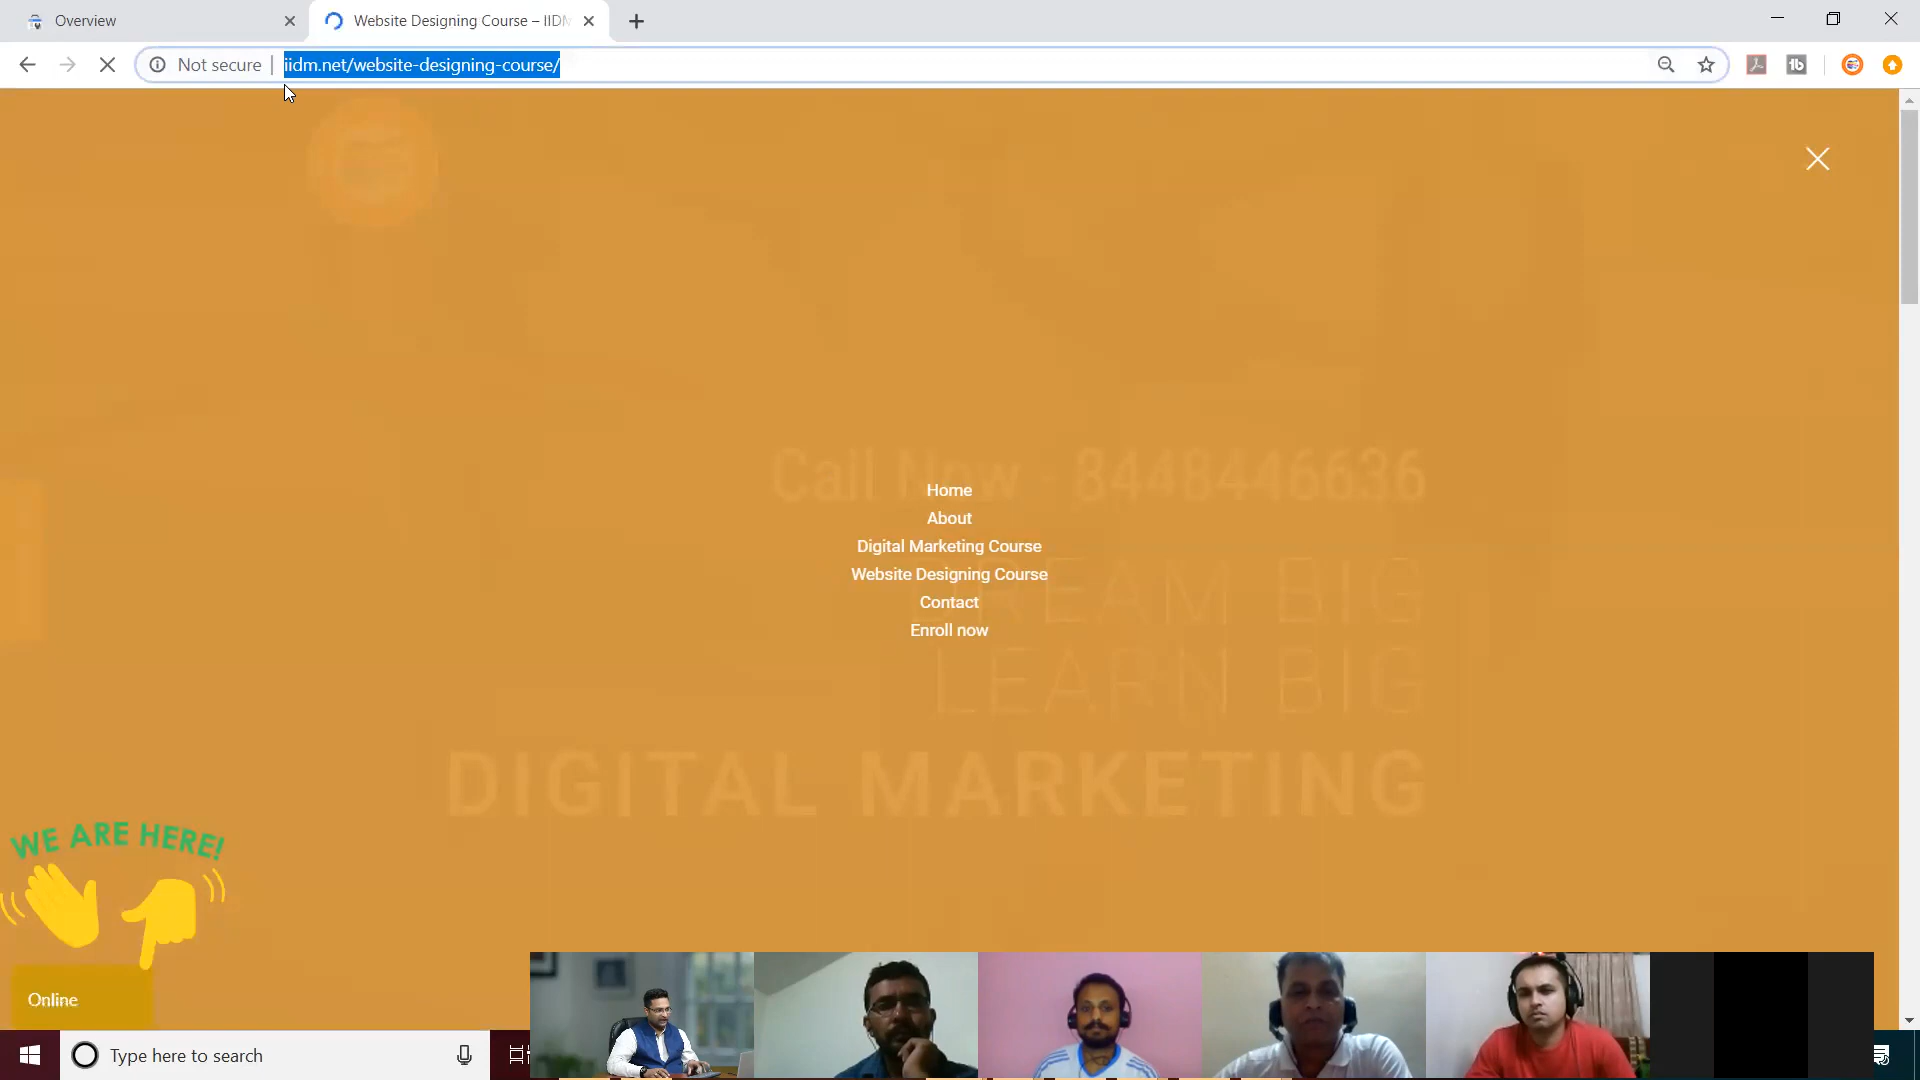 Overview
Website Designing Course – IIDM
Not secure
iidm.net/website-designing-course/
Call Now - 8448446636
Home
About
Digital Marketing Course
Website Designing Course
Contact
Enroll now
DREAM BIG
LEARN BIG
DIGITAL MARKETING
WE ARE HERE!
Online
Type here to search